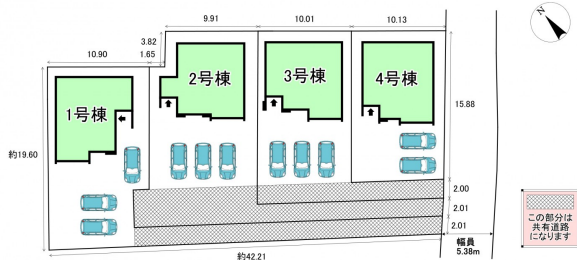 N
9.91
10.01
10.13
3.82
10.90
1.65
1号棟
2号棟
3号棟
4号棟
15.88
約19.60
2.00
2.01
2.01
幅員
5.38m
約42.21
この部分は
共有道路
になります